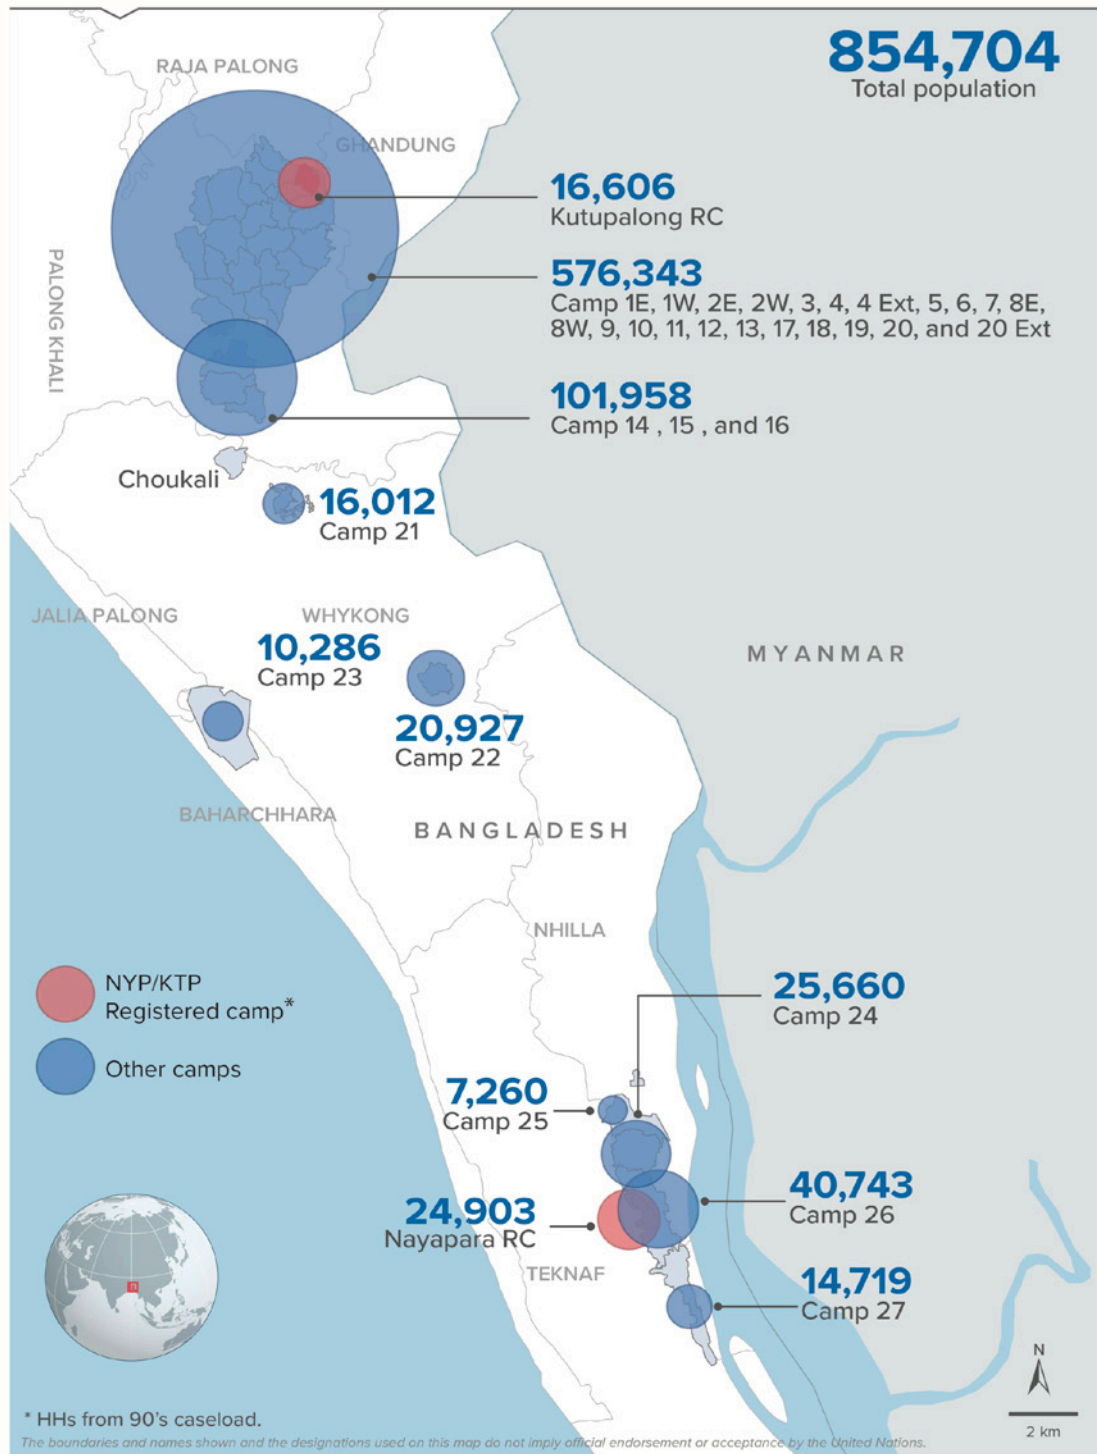 854,704
Total population
RAJA PALONG
GHANDUNG
16,606
Kutupalong RC
PALONG KHALI
576,343
Camp 1E, 1W, 2E, 2W, 3, 4, 4 Ext, 5, 6, 7, 8E,
8W, 9, 10, 11, 12, 13, 17, 18, 19, 20, and 20 Ext
101,958
Camp 14 , 15 , and 16
Choukali
16,012
Camp 21
JALIA PALONG
WHYKONG
10,286
Camp 23
MYANMAR
20,927
Camp 22
BAHARCHHARA
BANGLADESH
NHILLA
NYP/KTP
Registered camp*
Other camps
25,660
Camp 24
7,260
Camp 25
40,743
Camp 26
24,903
Nayapara RC
TEKNAF
14,719
Camp 27
N
2 km
* HHs from 90's caseload.
The boundaries and names shown and the designations used on this map do not imply official endorsement or acceptance by the United Nations.